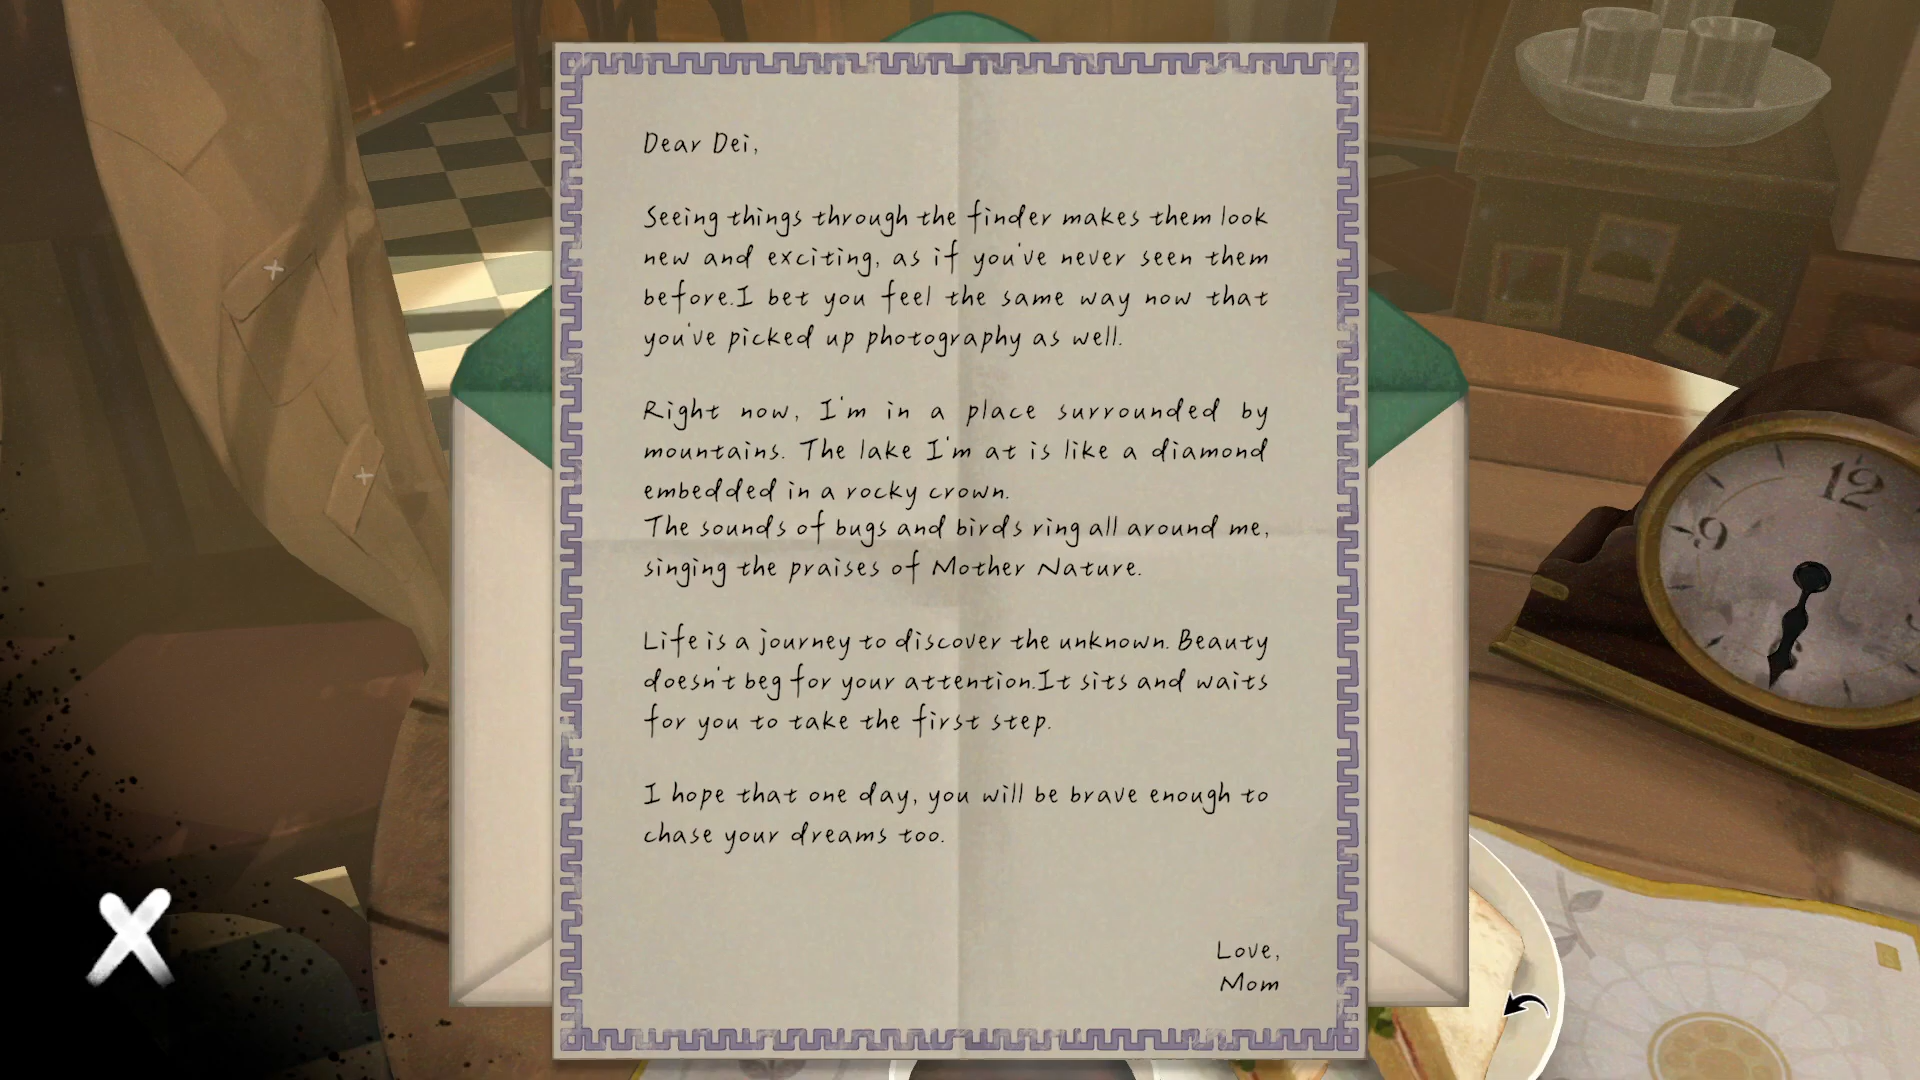 Dear Dei,
Seeing things through the finder makes them look
new and exciting, as if you've never seen them
before.I bet you feel the same way now that
you've picked up photography as well.
Right now, I'm in a place surrounded by
mountains. The lake I'm at is like a diamond
embedded in a rocky crown.
The sounds of bugs and birds ring all around me,
singing the praises of Mother Nature.
Life is a journey to discover the unknown. Beauty
doesn't beg for your attention.It sits and waits
for you to take the first step.
I hope that one day, you will be brave enough to
chase your dreams too.
Love,
Mom
12
9